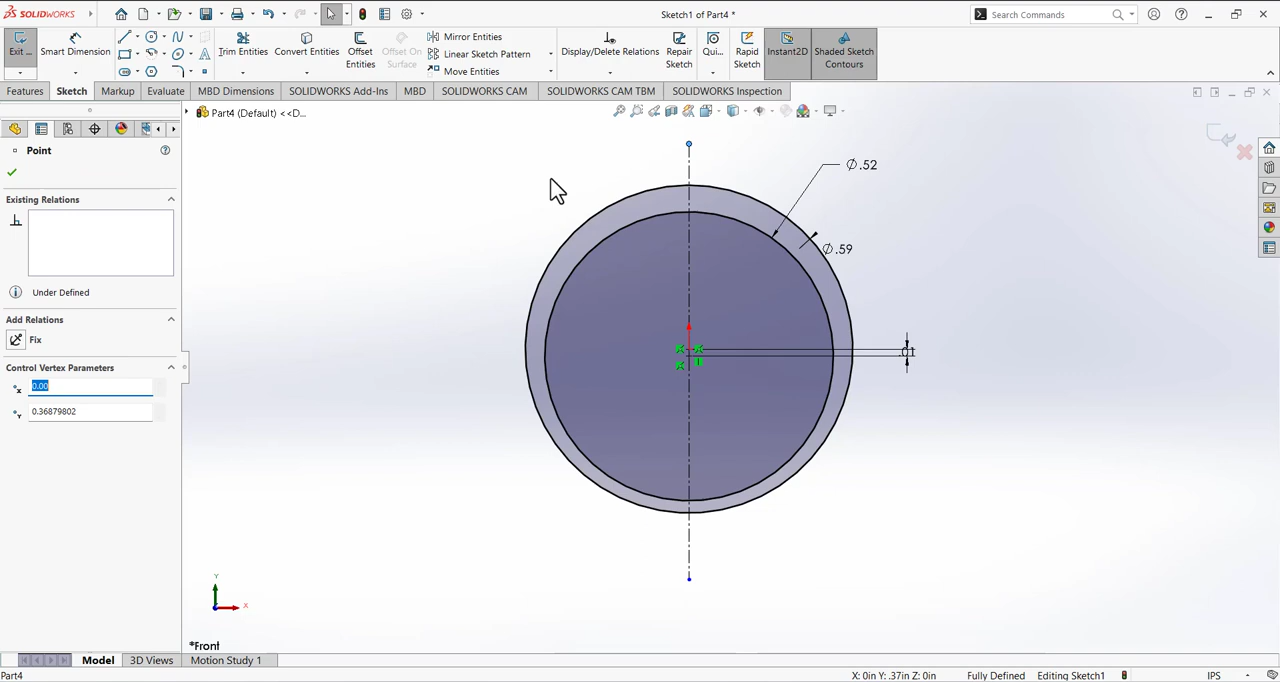 SOLIDWORKS
Sketch1 of Part4 *
Search Commands
Exit ...
Smart Dimension
Trim Entities
Convert Entities
Offset Entities
Offset On Surface
Mirror Entities
Linear Sketch Pattern
Move Entities
Display/Delete Relations
Repair Sketch
Qui...
Rapid Sketch
Instant2D
Shaded Sketch Contours
Features
Sketch
Markup
Evaluate
MBD Dimensions
SOLIDWORKS Add-Ins
MBD
SOLIDWORKS CAM
SOLIDWORKS CAM TBM
SOLIDWORKS Inspection
Part4 (Default) <<D...
Point
Existing Relations
Under Defined
Add Relations
Fix
Control Vertex Parameters
0.00
0.36879802
Ø.52
Ø.59
.01
Y
X
*Front
Model
3D Views
Motion Study 1
Part4
X: 0in Y: .37in Z: 0in
Fully Defined
Editing Sketch1
IPS